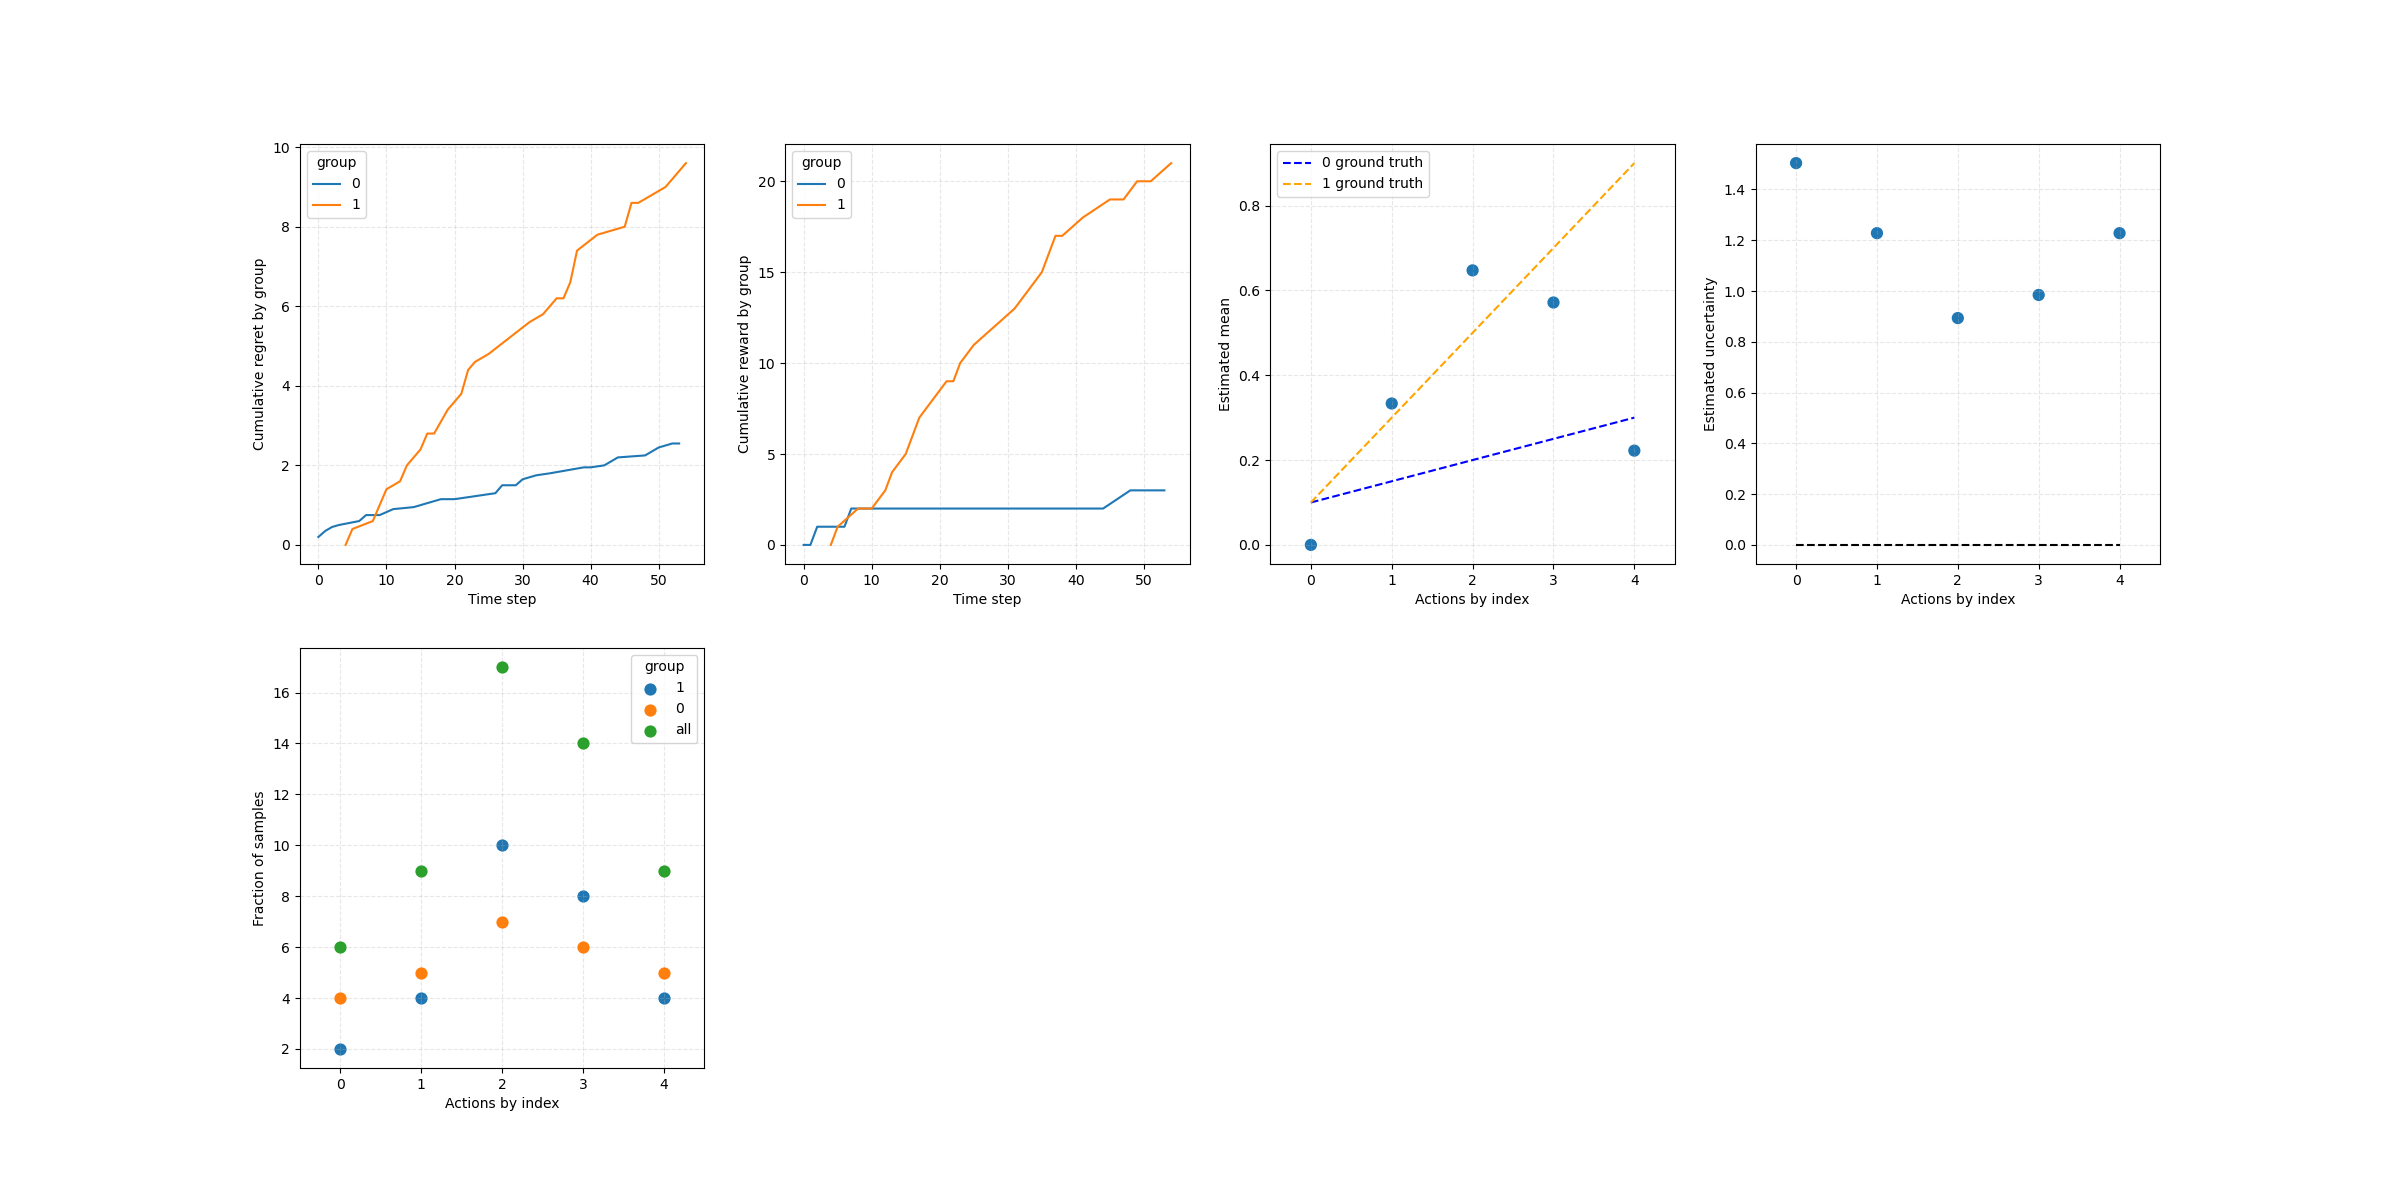 group
0
1
10
8
6
4
2
0
Cumulative regret by group
0 10 20 30 40 50
Time step
group
0
1
20
15
10
5
0
Cumulative reward by group
0 10 20 30 40 50
Time step
0 ground truth
1 ground truth
0.8
0.6
0.4
0.2
0.0
Estimated mean
0 1 2 3 4
Actions by index
1.4
1.2
1.0
0.8
0.6
0.4
0.2
0.0
Estimated uncertainty
0 1 2 3 4
Actions by index
group
1
0
all
16
14
12
10
8
6
4
2
Fraction of samples
0 1 2 3 4
Actions by index